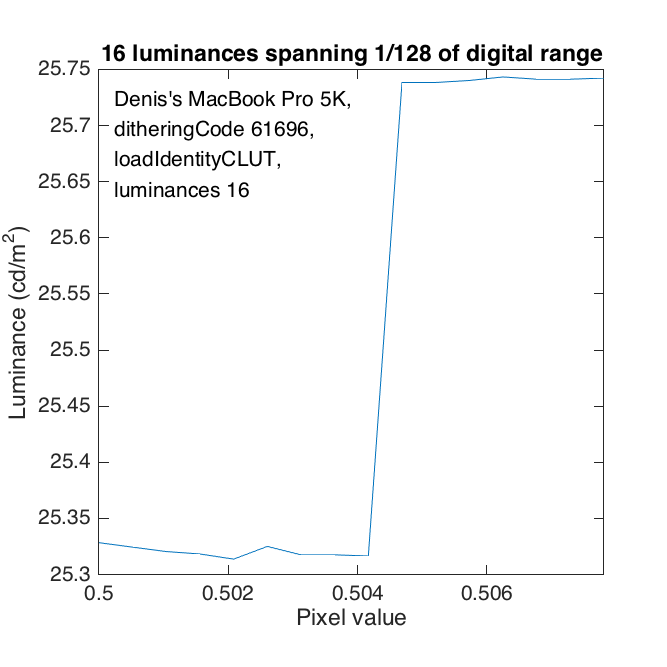 16 luminances spanning 1/128 of digital range
Denis's MacBook Pro 5K,
ditheringCode 61696,
loadIdentityCLUT,
luminances 16
Luminance (cd/m²)
25.75
25.7
25.65
25.6
25.55
25.5
25.45
25.4
25.35
25.3
0.5 0.502 0.504 0.506
Pixel value